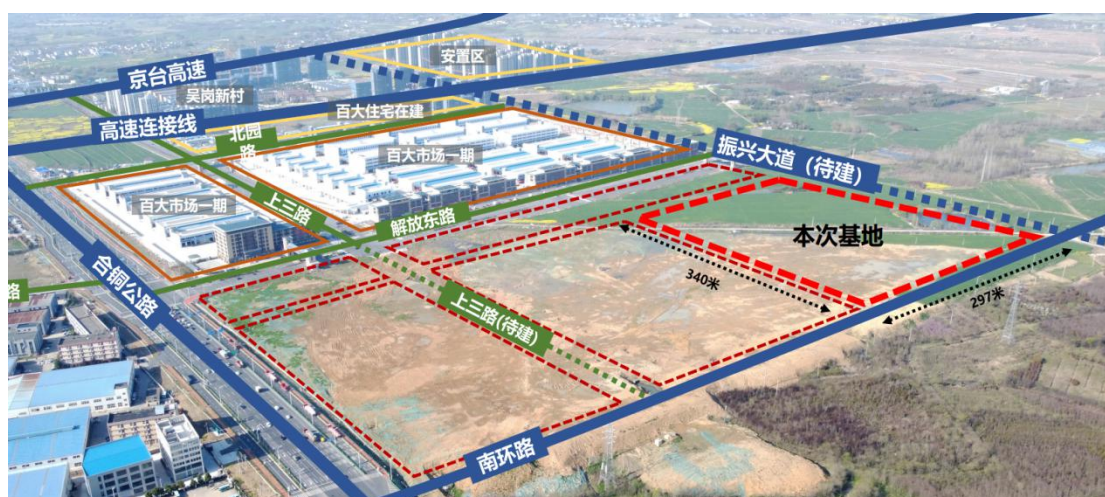 京台高速
安置区
吴岗新村
高速连接线
百大住宅在建
北园
路
百大市场一期
振兴大道（待建）
百大市场一期
上三路
解放东路
本次基地
合铜公路
340米
297米
路
上三路(待建)
南环路